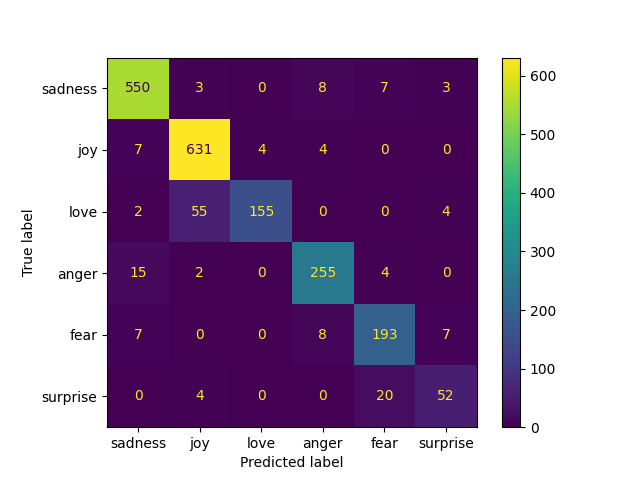 sadness 550 3 0 8 7 3
joy 7 631 4 4 0 0
love 2 55 155 0 0 4
anger 15 2 0 255 4 0
fear 7 0 0 8 193 7
surprise 0 4 0 0 20 52
sadness joy love anger fear surprise
Predicted label
True label
600
500
400
300
200
100
0